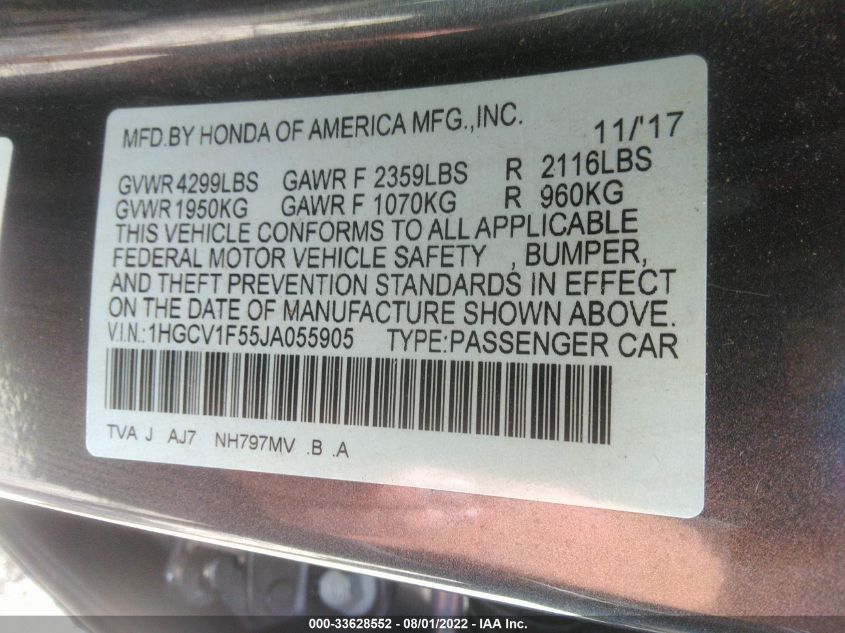 MFD.BY HONDA OF AMERICA MFG.,INC. 11/'17
GVWR 4299LBS GAWR F 2359LBS R 2116LBS
GVWR 1950KG GAWR F 1070KG R 960KG
THIS VEHICLE CONFORMS TO ALL APPLICABLE
FEDERAL MOTOR VEHICLE SAFETY , BUMPER,
AND THEFT PREVENTION STANDARDS IN EFFECT
ON THE DATE OF MANUFACTURE SHOWN ABOVE.
V.I.N.:1HGCV1F55JA055905 TYPE:PASSENGER CAR
TVA J AJ7 NH797MV .B .A
000-33628552 - 08/01/2022 - IAA Inc.